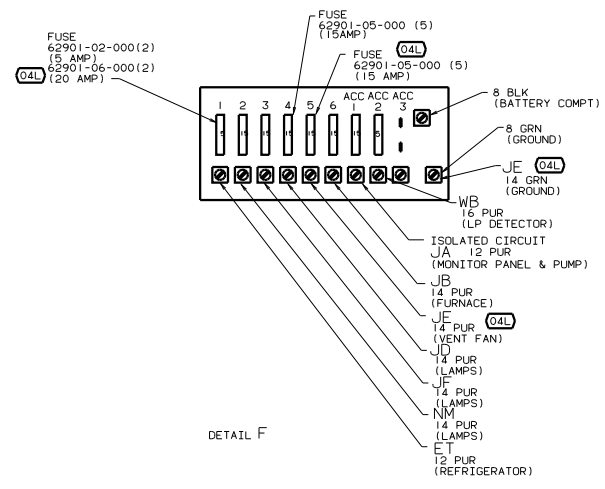 FUSE
62901-05-000 (5)
(15AMP)
FUSE
62901-02-000(2)
(5 AMP)
04L
62901-06-000(2)
(20 AMP)
FUSE
04L
62901-05-000 (5)
(15 AMP)
ACC ACC ACC
1 2 3 4 5 6 1 2 3
5 15 15 15 15 15 15 5
8 BLK
(BATTERY COMPT)
8 GRN
(GROUND)
JE 04L
14 GRN
(GROUND)
WB
16 PUR
(LP DETECTOR)
ISOLATED CIRCUIT
JA 12 PUR
(MONITOR PANEL & PUMP)
JB
14 PUR
(FURNACE)
JE
04L
14 PUR
(VENT FAN)
JD
14 PUR
(LAMPS)
JF
14 PUR
(LAMPS)
NM
14 PUR
(LAMPS)
ET
12 PUR
(REFRIGERATOR)
DETAIL F